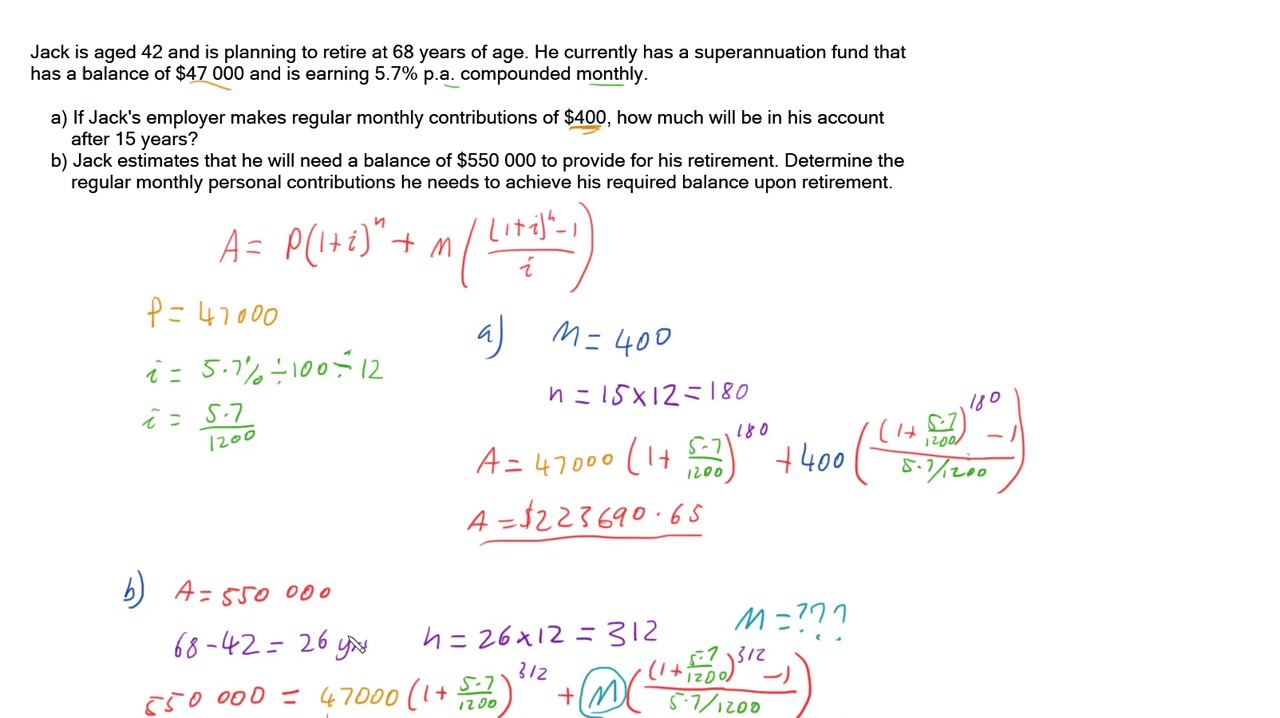 Jack is aged 42 and is planning to retire at 68 years of age. He currently has a superannuation fund that
has a balance of $47 000 and is earning 5.7% p.a. compounded monthly.
a) If Jack's employer makes regular monthly contributions of $400, how much will be in his account
after 15 years?
b) Jack estimates that he will need a balance of $550 000 to provide for his retirement. Determine the
regular monthly personal contributions he needs to achieve his required balance upon retirement.
A = P(1+i)^n + M(((1+i)^n - 1)/i)
P = 47000
a) M = 400
i = 5.7% ÷ 100 ÷ 12
n = 15 × 12 = 180
i = 5.7/1200
A = 47000 (1 + 5.7/1200)^180 + 400 (((1 + 5.7/1200)^180 - 1)/(5.7/1200))
A = $223690.65
b) A = 550 000
68 - 42 = 26 yrs
n = 26 × 12 = 312
M = ???
550 000 = 47000 (1 + 5.7/1200)^312 + M (((1 + 5.7/1200)^312 - 1)/(5.7/1200))